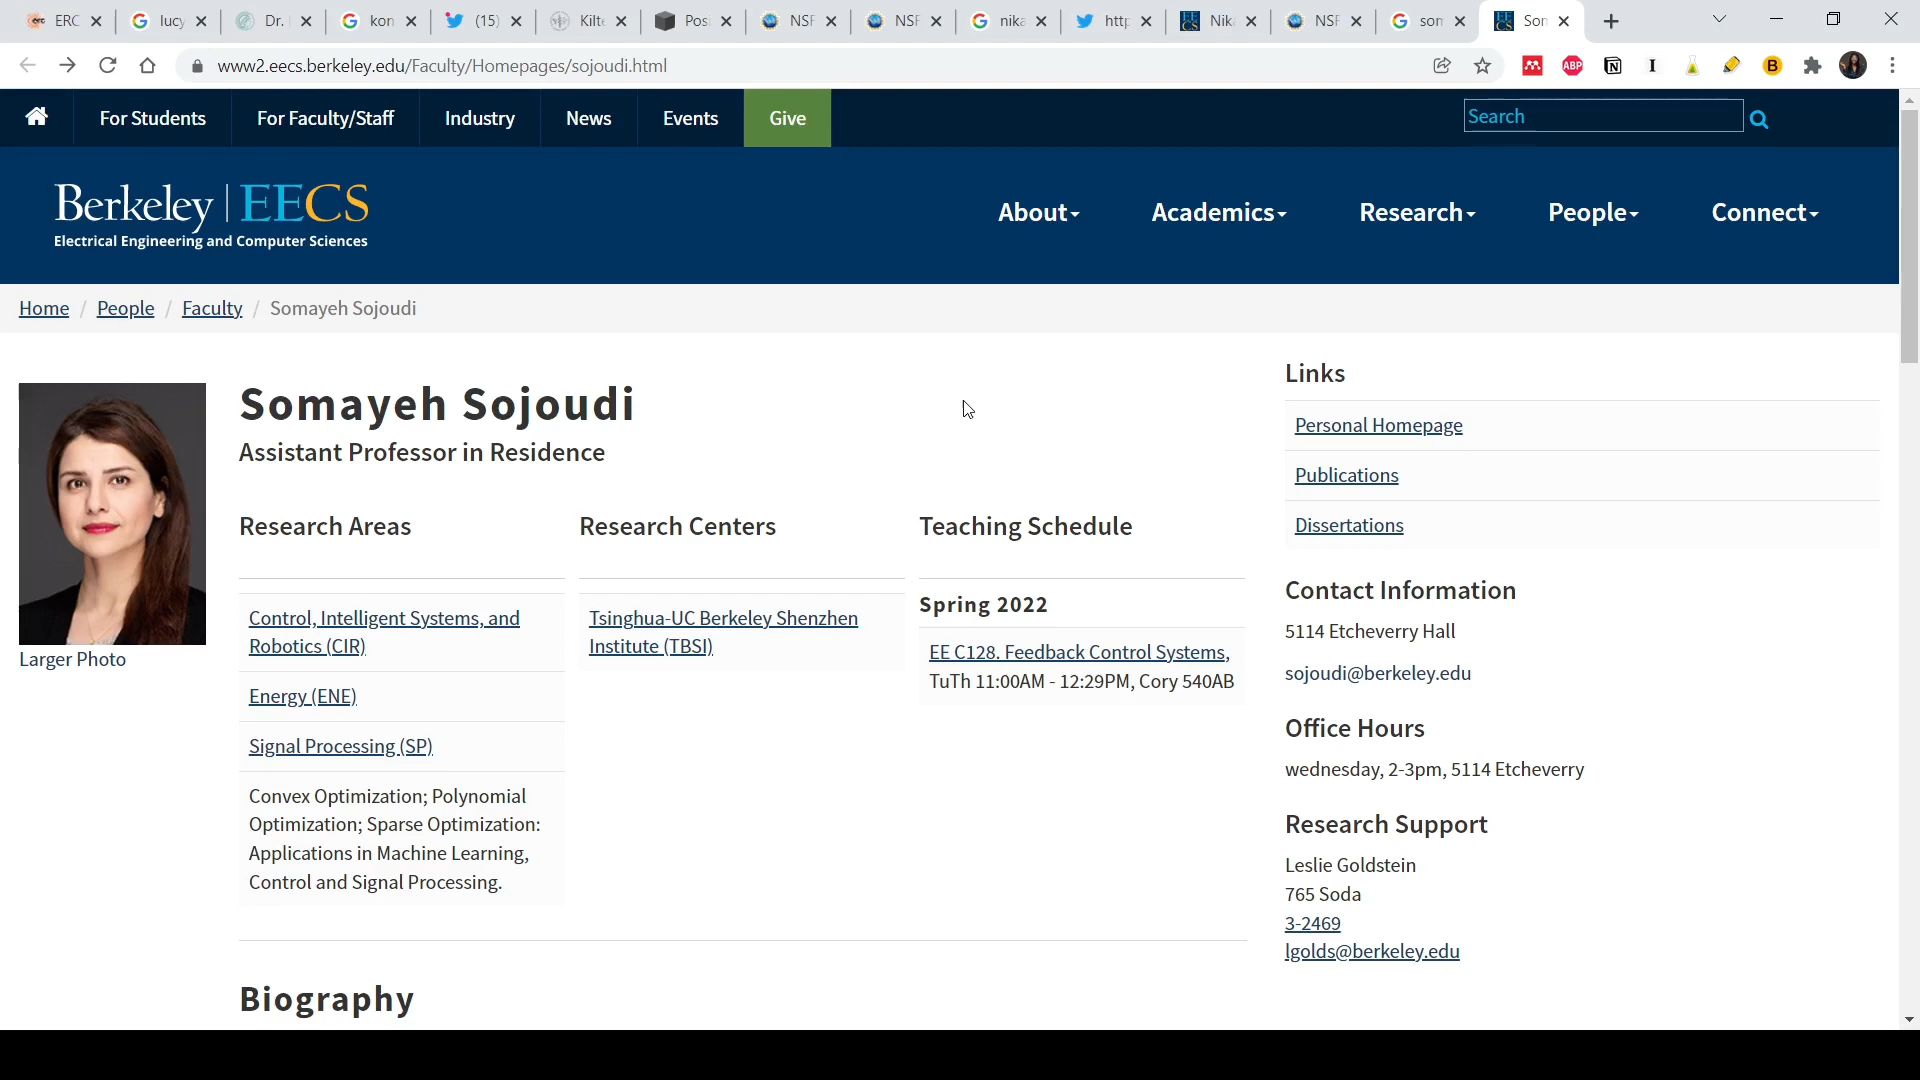 ERC
lucy
Dr.
kon
(15)
Kilte
Pos
NSF
NSF
nika
http
Nik
NSF
som
Som
www2.eecs.berkeley.edu/Faculty/Homepages/sojoudi.html
ABP
I
B
For Students
For Faculty/Staff
Industry
News
Events
Give
Search
Berkeley | EECS
Electrical Engineering and Computer Sciences
About
Academics
Research
People
Connect
Home / People / Faculty / Somayeh Sojoudi
Somayeh Sojoudi
Assistant Professor in Residence
Larger Photo
Research Areas
Control, Intelligent Systems, and
Robotics (CIR)
Energy (ENE)
Signal Processing (SP)
Convex Optimization; Polynomial
Optimization; Sparse Optimization:
Applications in Machine Learning,
Control and Signal Processing.
Research Centers
Tsinghua-UC Berkeley Shenzhen
Institute (TBSI)
Teaching Schedule
Spring 2022
EE C128. Feedback Control Systems,
TuTh 11:00AM - 12:29PM, Cory 540AB
Biography
Links
Personal Homepage
Publications
Dissertations
Contact Information
5114 Etcheverry Hall
sojoudi@berkeley.edu
Office Hours
wednesday, 2-3pm, 5114 Etcheverry
Research Support
Leslie Goldstein
765 Soda
3-2469
lgolds@berkeley.edu